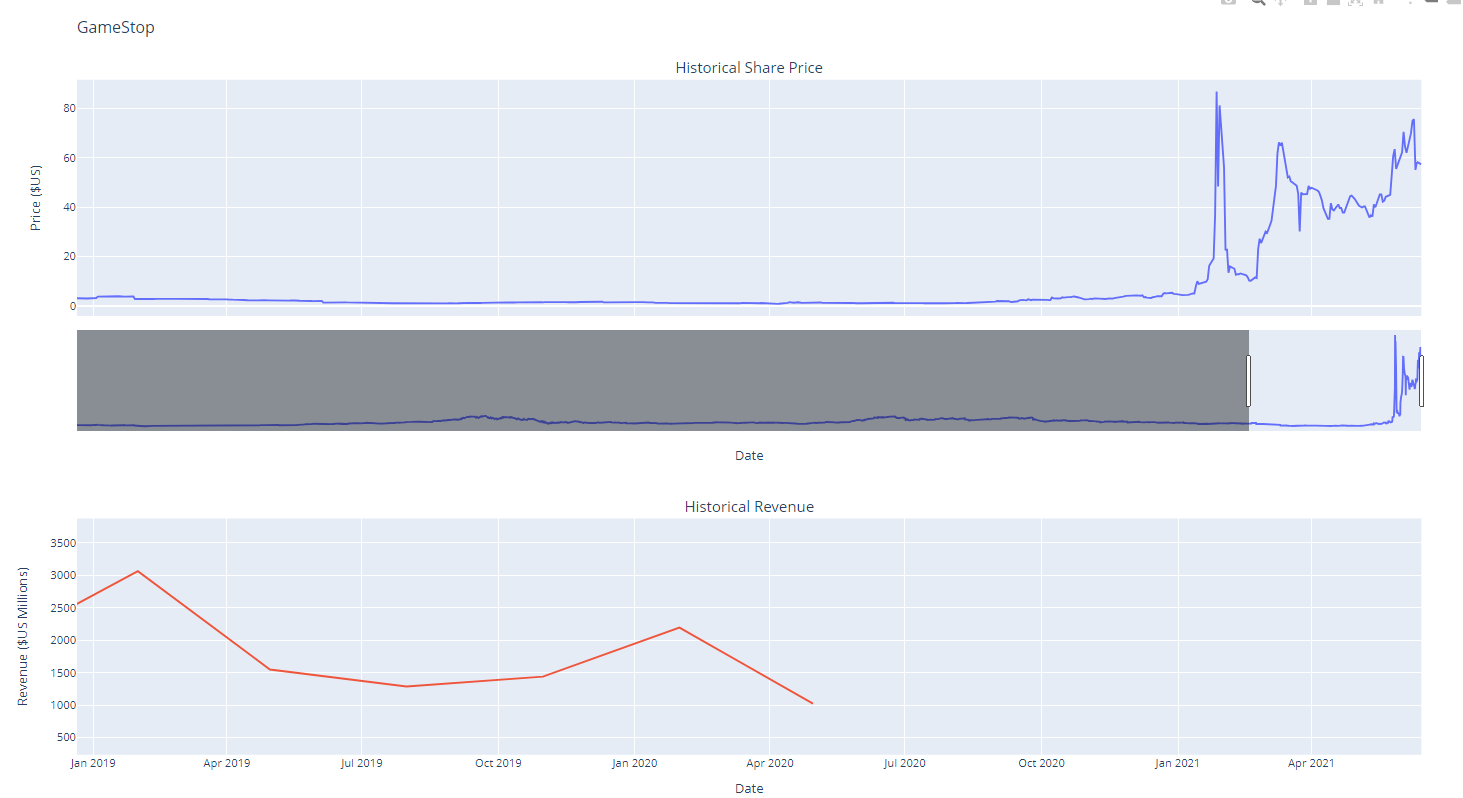 GameStop
Historical Share Price
Price ($US)
80
60
40
20
0
Date
Historical Revenue
Revenue ($US Millions)
3500
3000
2500
2000
1500
1000
500
Jan 2019 Apr 2019 Jul 2019 Oct 2019 Jan 2020 Apr 2020 Jul 2020 Oct 2020 Jan 2021 Apr 2021
Date